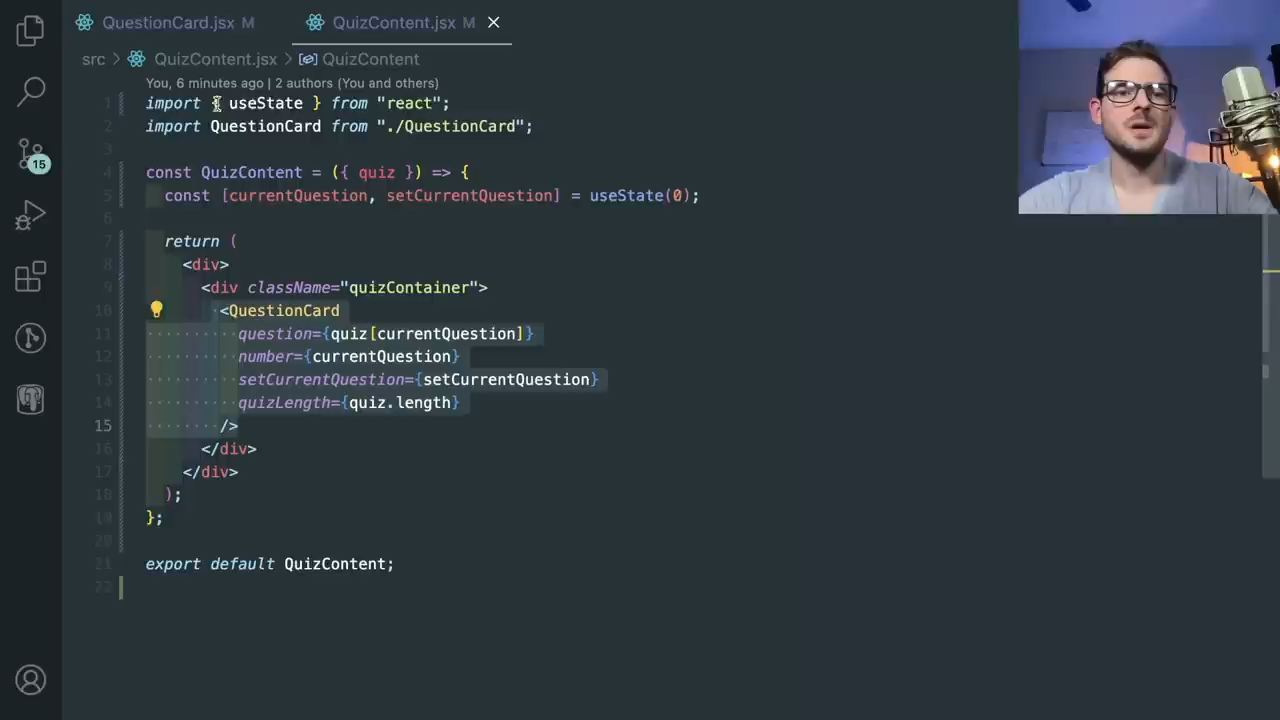 QuestionCard.jsx M
QuizContent.jsx M
src > QuizContent.jsx > QuizContent
You, 6 minutes ago | 2 authors (You and others)
1 import { useState } from "react";
2 import QuestionCard from "./QuestionCard";
3
4 const QuizContent = ({ quiz }) => {
5 const [currentQuestion, setCurrentQuestion] = useState(0);
6
7 return (
8 <div>
9 <div className="quizContainer">
10 <QuestionCard
11 question={quiz[currentQuestion]}
12 number={currentQuestion}
13 setCurrentQuestion={setCurrentQuestion}
14 quizLength={quiz.length}
15 />
16 </div>
17 </div>
18 );
19 };
20
21 export default QuizContent;
22
15